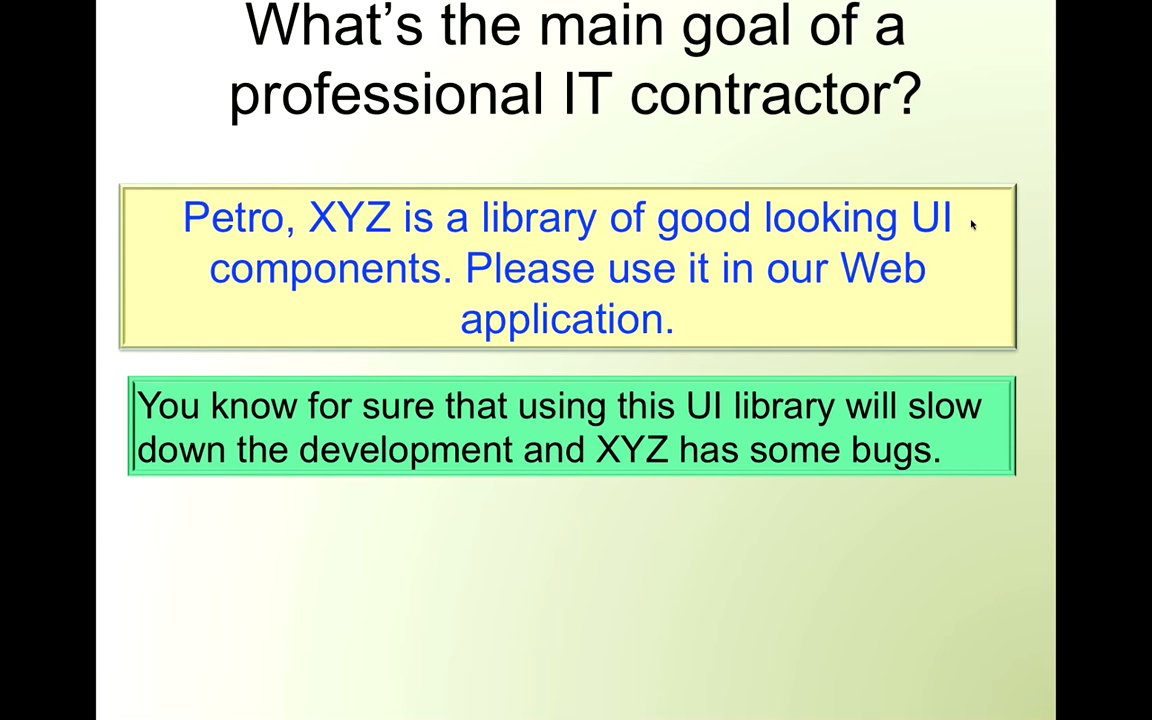 What’s the main goal of a
professional IT contractor?
Petro, XYZ is a library of good looking UI
components. Please use it in our Web
application.
You know for sure that using this UI library will slow
down the development and XYZ has some bugs.